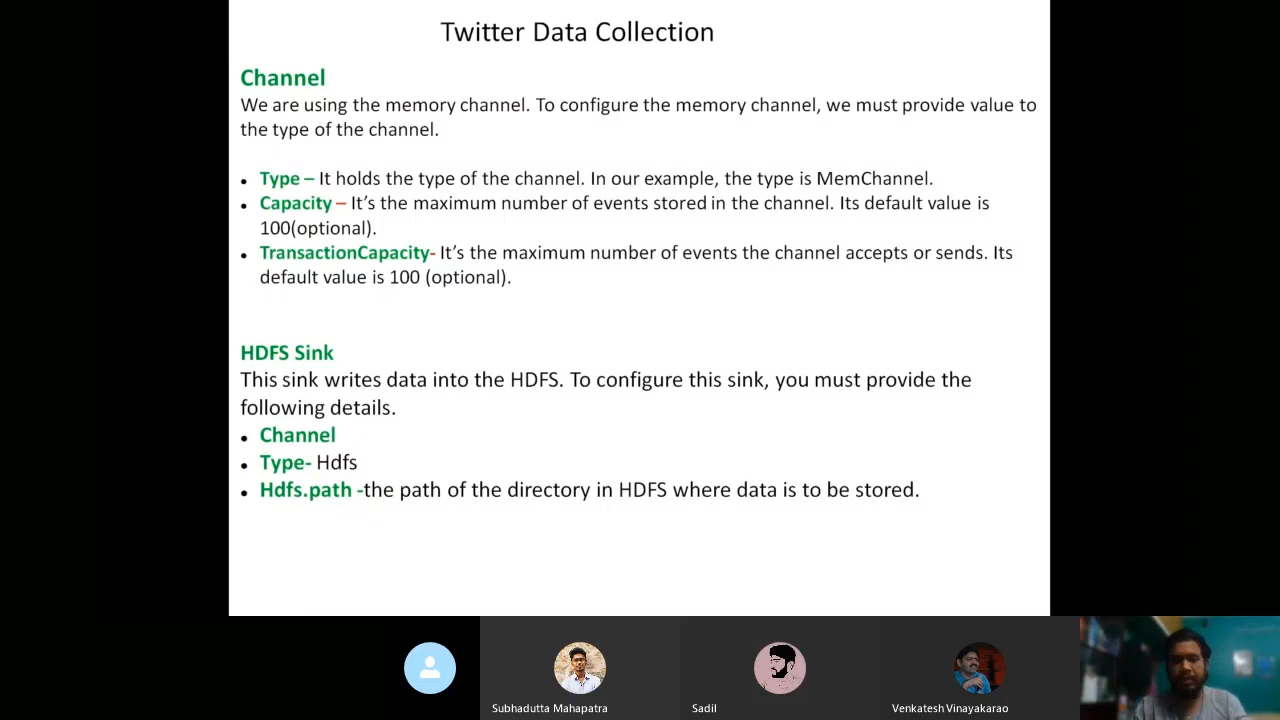 Twitter Data Collection
Channel
We are using the memory channel. To configure the memory channel, we must provide value to
the type of the channel.
• Type – It holds the type of the channel. In our example, the type is MemChannel.
• Capacity – It’s the maximum number of events stored in the channel. Its default value is
100(optional).
• TransactionCapacity- It’s the maximum number of events the channel accepts or sends. Its
default value is 100 (optional).
HDFS Sink
This sink writes data into the HDFS. To configure this sink, you must provide the
following details.
• Channel
• Type- Hdfs
• Hdfs.path -the path of the directory in HDFS where data is to be stored.
Subhadutta Mahapatra
Sadil
Venkatesh Vinayakarao